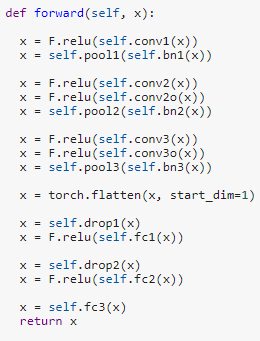 def forward(self, x):
x = F.relu(self.conv1(x))
x = self.pool1(self.bn1(x))
x = F.relu(self.conv2(x))
x = F.relu(self.conv2o(x))
x = self.pool2(self.bn2(x))
x = F.relu(self.conv3(x))
x = F.relu(self.conv3o(x))
x = self.pool3(self.bn3(x))
x = torch.flatten(x, start_dim=1)
x = self.drop1(x)
x = F.relu(self.fc1(x))
x = self.drop2(x)
x = F.relu(self.fc2(x))
x = self.fc3(x)
return x